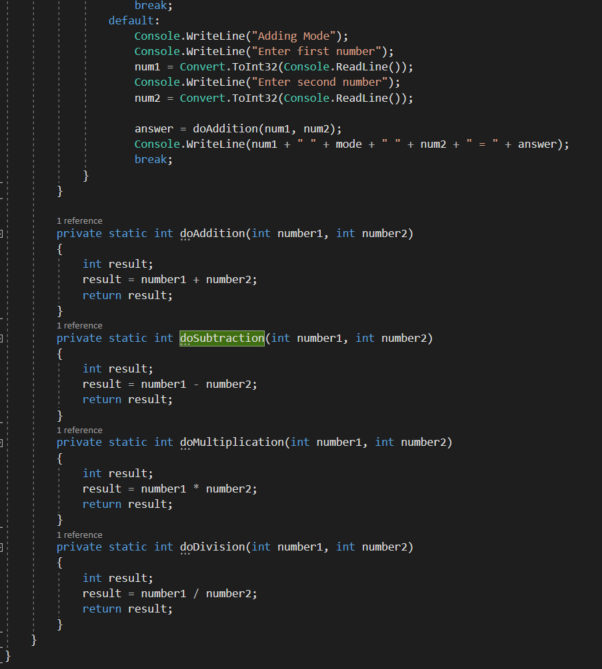 break;
default:
Console.WriteLine("Adding Mode");
Console.WriteLine("Enter first number");
num1 = Convert.ToInt32(Console.ReadLine());
Console.WriteLine("Enter second number");
num2 = Convert.ToInt32(Console.ReadLine());
answer = doAddition(num1, num2);
Console.WriteLine(num1 + " " + mode + " " + num2 + " = " + answer);
break;
}
}
1 reference
private static int doAddition(int number1, int number2)
{
int result;
result = number1 + number2;
return result;
}
1 reference
private static int doSubtraction(int number1, int number2)
{
int result;
result = number1 - number2;
return result;
}
1 reference
private static int doMultiplication(int number1, int number2)
{
int result;
result = number1 * number2;
return result;
}
1 reference
private static int doDivision(int number1, int number2)
{
int result;
result = number1 / number2;
return result;
}
}
}